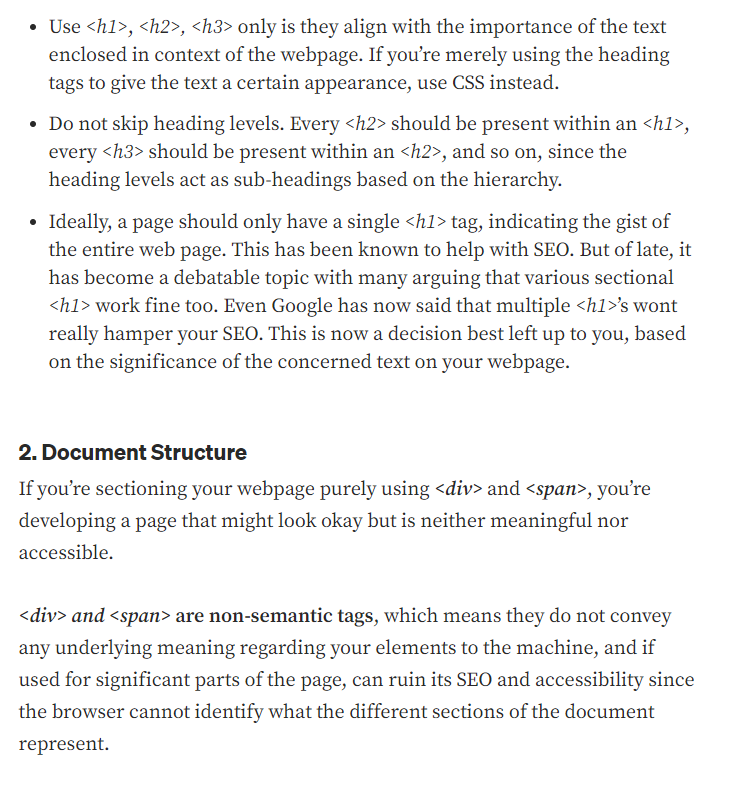 • Use <h1>, <h2>, <h3> only is they align with the importance of the text
enclosed in context of the webpage. If you’re merely using the heading
tags to give the text a certain appearance, use CSS instead.
• Do not skip heading levels. Every <h2> should be present within an <h1>,
every <h3> should be present within an <h2>, and so on, since the
heading levels act as sub-headings based on the hierarchy.
• Ideally, a page should only have a single <h1> tag, indicating the gist of
the entire web page. This has been known to help with SEO. But of late, it
has become a debatable topic with many arguing that various sectional
<h1> work fine too. Even Google has now said that multiple <h1>’s wont
really hamper your SEO. This is now a decision best left up to you, based
on the significance of the concerned text on your webpage.
2. Document Structure
If you’re sectioning your webpage purely using <div> and <span>, you’re
developing a page that might look okay but is neither meaningful nor
accessible.
<div> and <span> are non-semantic tags, which means they do not convey
any underlying meaning regarding your elements to the machine, and if
used for significant parts of the page, can ruin its SEO and accessibility since
the browser cannot identify what the different sections of the document
represent.